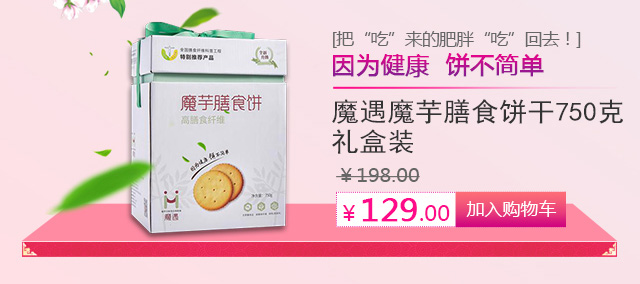 [把“吃”来的肥胖“吃”回去！]
因为健康 饼不简单
魔遇魔芋膳食饼干750克
礼盒装
￥198.00
￥129.00
加入购物车
特别推荐产品
魔芋膳食饼
高膳食纤维
魔遇